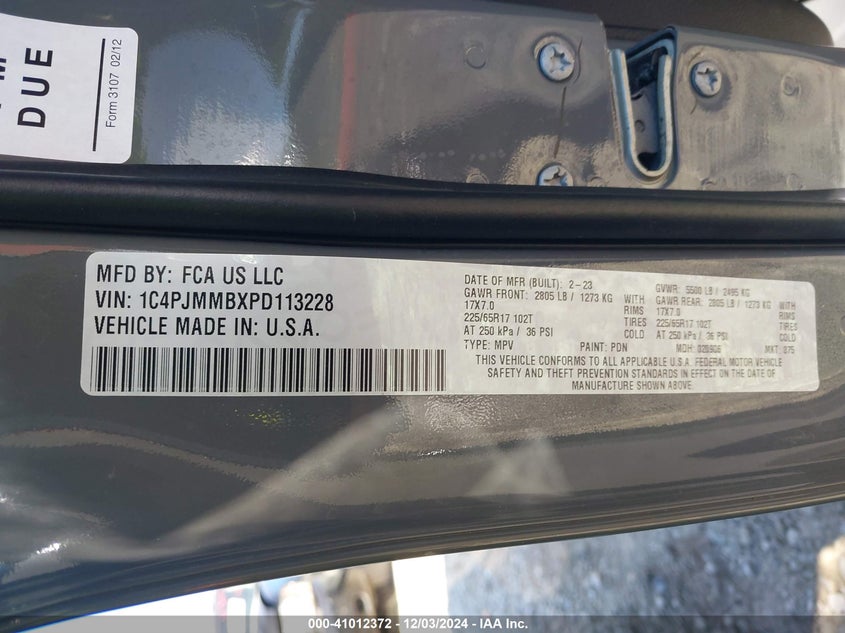 DUE
Form 3107 02/12
MFD BY: FCA US LLC
VIN: 1C4PJMMBXPD113228
VEHICLE MADE IN: U.S.A.
DATE OF MFR (BUILT): 2-23 GVWR: 5500 LB / 2495 KG
GAWR FRONT: 2805 LB / 1273 KG GAWR REAR: 2805 LB / 1273 KG
17X7.0 RIMS 17X7.0 RIMS
225/65R17 102T TIRES 225/65R17 102T TIRES
AT 250 kPa / 36 PSI COLD AT 250 kPa / 36 PSI COLD
TYPE: MPV PAINT: PDN MDH: 020906 MKT: 875
THIS VEHICLE CONFORMS TO ALL APPLICABLE U.S.A. FEDERAL MOTOR VEHICLE
SAFETY AND THEFT PREVENTION STANDARDS IN EFFECT ON THE DATE OF
MANUFACTURE SHOWN ABOVE.
000-41012372 - 12/03/2024 - IAA Inc.